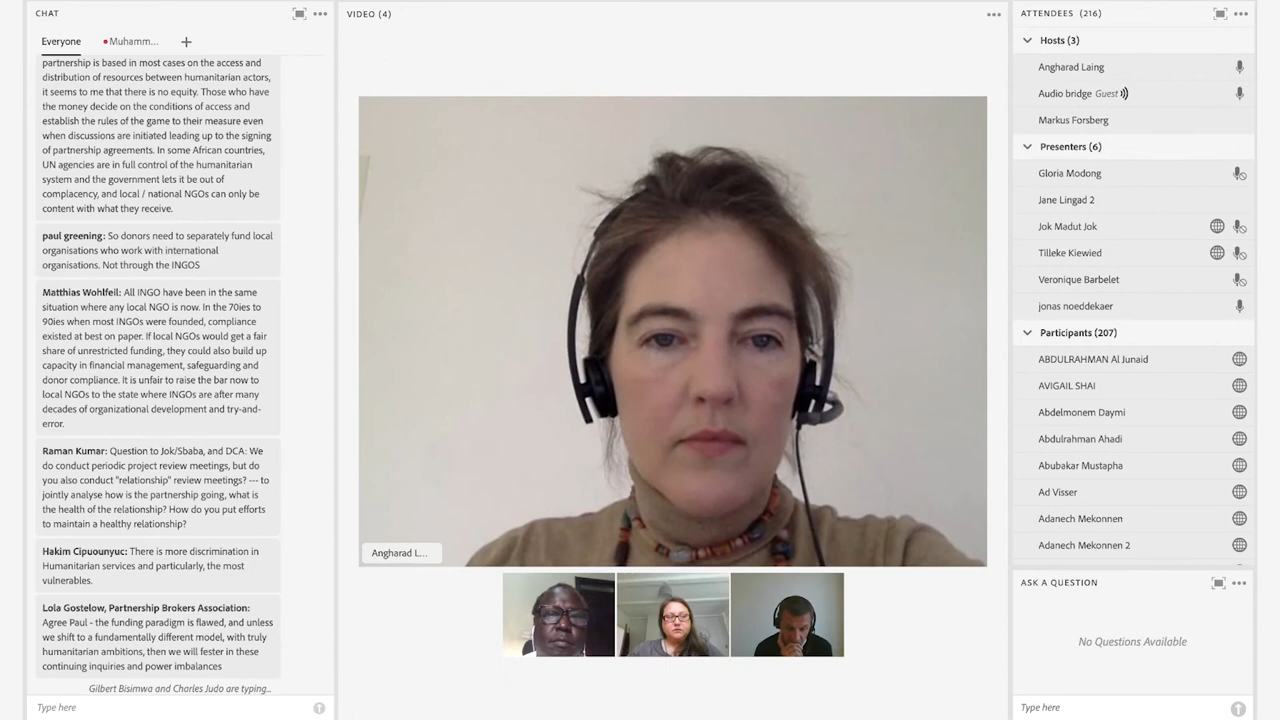 CHAT
Everyone
Muhamm...
partnership is based in most cases on the access and
distribution of resources between humanitarian actors,
it seems to me that there is no equity. Those who have
the money decide on the conditions of access and
establish the rules of the game to their measure even
when discussions are initiated leading up to the signing
of partnership agreements. In some African countries,
UN agencies are in full control of the humanitarian
system and the government lets it be out of
complacency, and local / national NGOs can only be
content with what they receive.
paul greening: So donors need to separately fund local
organisations who work with international
organisations. Not through the INGOS
Matthias Wohlfeil: All INGO have been in the same
situation where any local NGO is now. In the 70ies to
90ies when most INGOs were founded, compliance
existed at best on paper. If local NGOs would get a fair
share of unrestricted funding, they could also build up
capacity in financial management, safeguarding and
donor compliance. It is unfair to raise the bar now to
local NGOs to the state where INGOs are after many
decades of organizational development and try-and-
error.
Raman Kumar: Question to Jok/Sbaba, and DCA: We
do conduct periodic project review meetings, but do
you also conduct "relationship" review meetings? --- to
jointly analyse how is the partnership going, what is
the health of the relationship? How do you put efforts
to maintain a healthy relationship?
Hakim Cipuounyuc: There is more discrimination in
Humanitarian services and particularly, the most
vulnerables.
Lola Gostelow, Partnership Brokers Association:
Agree Paul - the funding paradigm is flawed, and unless
we shift to a fundamentally different model, with truly
humanitarian ambitions, then we will fester in these
continuing inquiries and power imbalances
Gilbert Bisimwa and Charles Judo are typing...
Type here
VIDEO (4)
Angharad L...
ATTENDEES (216)
Hosts (3)
Angharad Laing
Audio bridge Guest
Markus Forsberg
Presenters (6)
Gloria Modong
Jane Lingad 2
Jok Madut Jok
Tilleke Kiewied
Veronique Barbelet
jonas noeddekaer
Participants (207)
ABDULRAHMAN Al Junaid
AVIGAIL SHAI
Abdelmonem Daymi
Abdulrahman Ahadi
Abubakar Mustapha
Ad Visser
Adanech Mekonnen
Adanech Mekonnen 2
ASK A QUESTION
No Questions Available
Type here